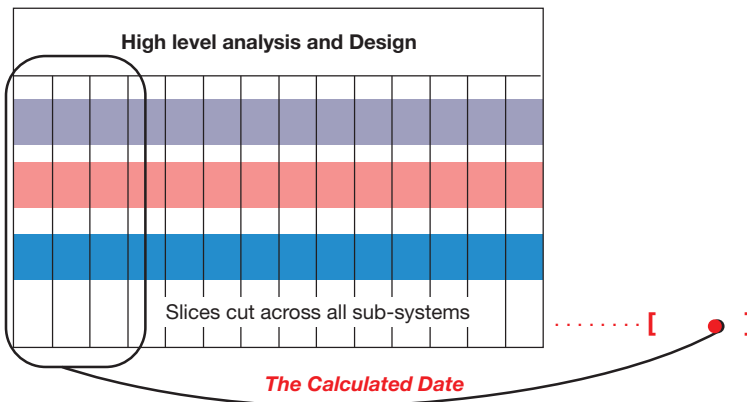 High level analysis and Design
Slices cut across all sub-systems
........[ ]
The Calculated Date